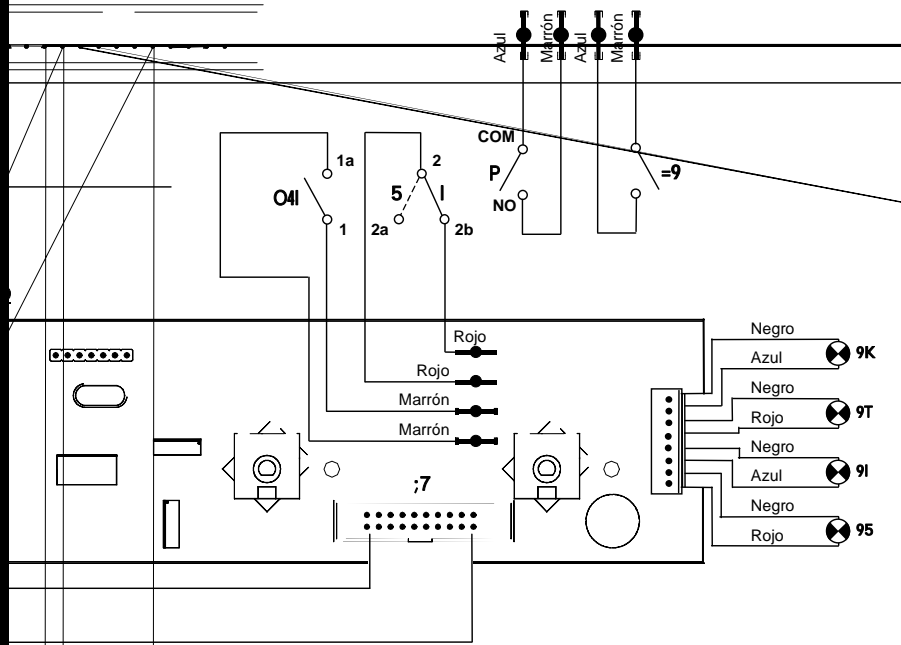 Azul
Marrón
Azul
Marrón
COM
P
NO
=9
1a
O4I
1
2
5
I
2a
2b
Rojo
Rojo
Marrón
Marrón
;7
Negro
9K
Azul
Negro
9T
Rojo
Negro
9I
Azul
Negro
95
Rojo